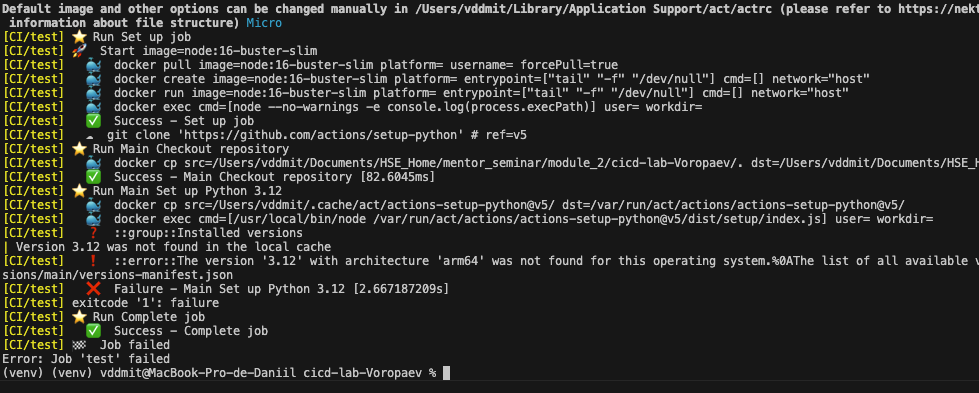 Default image and other options can be changed manually in /Users/vddmit/Library/Application Support/act/actrc (please refer to https://nekt
 information about file structure) Micro
[CI/test] ⭐ Run Set up job
[CI/test] 🚀  Start image=node:16-buster-slim
[CI/test]   🐳  docker pull image=node:16-buster-slim platform= username= forcePull=true
[CI/test]   🐳  docker create image=node:16-buster-slim platform= entrypoint=["tail" "-f" "/dev/null"] cmd=[] network="host"
[CI/test]   🐳  docker run image=node:16-buster-slim platform= entrypoint=["tail" "-f" "/dev/null"] cmd=[] network="host"
[CI/test]   🐳  docker exec cmd=[node --no-warnings -e console.log(process.execPath)] user= workdir=
[CI/test]   ✅  Success - Set up job
[CI/test]   ☁  git clone 'https://github.com/actions/setup-python' # ref=v5
[CI/test] ⭐ Run Main Checkout repository
[CI/test]   🐳  docker cp src=/Users/vddmit/Documents/HSE_Home/mentor_seminar/module_2/cicd-lab-Voropaev/. dst=/Users/vddmit/Documents/HSE_H
[CI/test]   ✅  Success - Main Checkout repository [82.6045ms]
[CI/test] ⭐ Run Main Set up Python 3.12
[CI/test]   🐳  docker cp src=/Users/vddmit/.cache/act/actions-setup-python@v5/ dst=/var/run/act/actions/actions-setup-python@v5/
[CI/test]   🐳  docker exec cmd=[/usr/local/bin/node /var/run/act/actions/actions-setup-python@v5/dist/setup/index.js] user= workdir=
[CI/test]   ❓  ::group::Installed versions
| Version 3.12 was not found in the local cache
[CI/test]   ❗  ::error::The version '3.12' with architecture 'arm64' was not found for this operating system.%0AThe list of all available v
sions/main/versions-manifest.json
[CI/test]   ❌  Failure - Main Set up Python 3.12 [2.667187209s]
[CI/test] exitcode '1': failure
[CI/test] ⭐ Run Complete job
[CI/test]   ✅  Success - Complete job
[CI/test] 🏁  Job failed
Error: Job 'test' failed
(venv) (venv) vddmit@MacBook-Pro-de-Daniil cicd-lab-Voropaev %